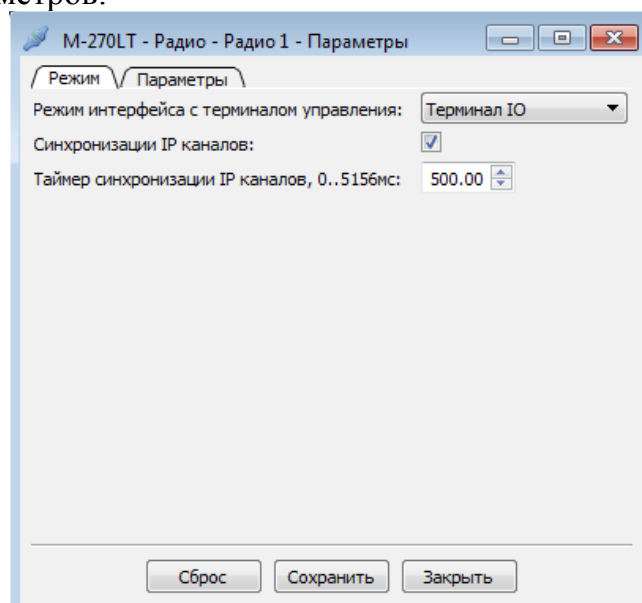 метров.
M-270LT - Радио - Радио 1 - Параметры
Режим Параметры
Режим интерфейса с терминалом управления: Терминал IO
Синхронизации IP каналов:
Таймер синхронизации IP каналов, 0..5156мс: 500.00
Сброс Сохранить Закрыть